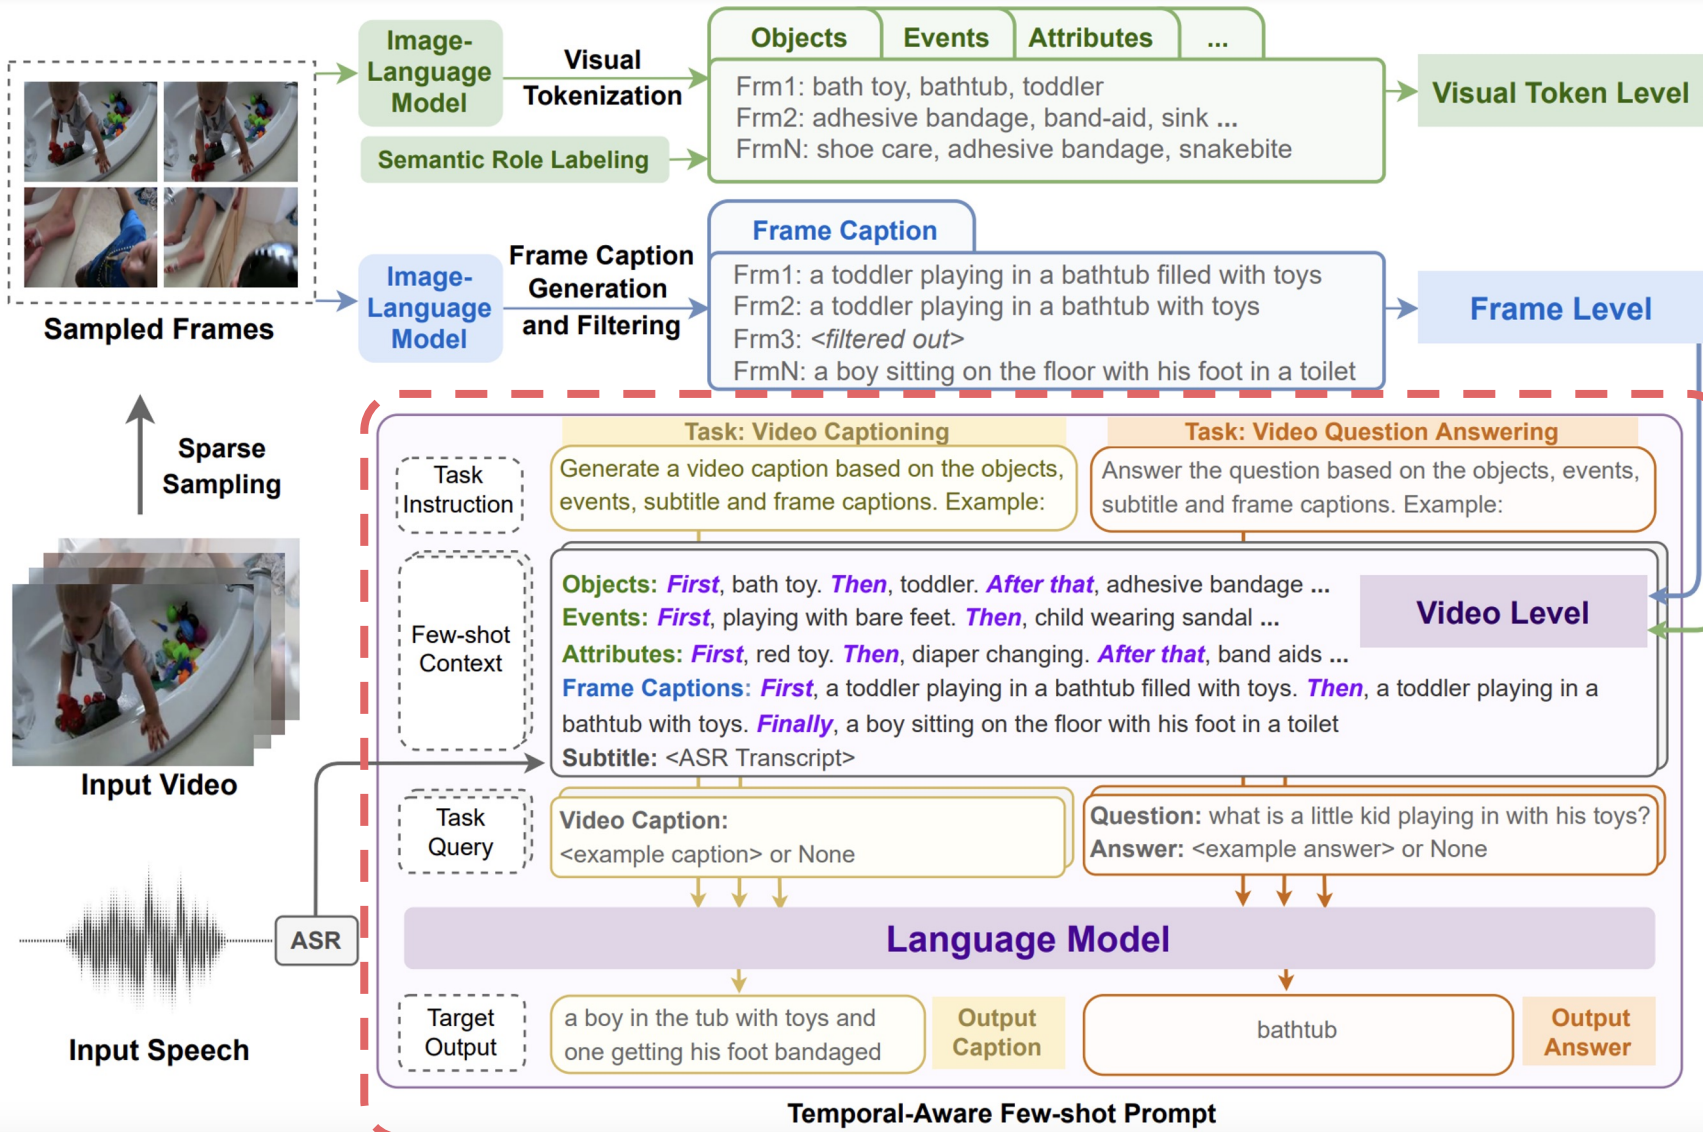 Image-
Language
Model
Visual
Tokenization
Semantic Role Labeling
Objects
Events
Attributes
...
Frm1: bath toy, bathtub, toddler
Frm2: adhesive bandage, band-aid, sink ...
FrmN: shoe care, adhesive bandage, snakebite
Visual Token Level
Sampled Frames
Image-
Language
Model
Frame Caption
Generation
and Filtering
Frame Caption
Frm1: a toddler playing in a bathtub filled with toys
Frm2: a toddler playing in a bathtub with toys
Frm3: <filtered out>
FrmN: a boy sitting on the floor with his foot in a toilet
Frame Level
Sparse
Sampling
Input Video
Input Speech
ASR
Task: Video Captioning
Task: Video Question Answering
Task
Instruction
Generate a video caption based on the objects,
events, subtitle and frame captions. Example:
Answer the question based on the objects, events,
subtitle and frame captions. Example:
Few-shot
Context
Objects: First, bath toy. Then, toddler. After that, adhesive bandage ...
Events: First, playing with bare feet. Then, child wearing sandal ...
Attributes: First, red toy. Then, diaper changing. After that, band aids ...
Frame Captions: First, a toddler playing in a bathtub filled with toys. Then, a toddler playing in a
bathtub with toys. Finally, a boy sitting on the floor with his foot in a toilet
Subtitle: <ASR Transcript>
Video Level
Task
Query
Video Caption:
<example caption> or None
Question: what is a little kid playing in with his toys?
Answer: <example answer> or None
Language Model
Target
Output
a boy in the tub with toys and
one getting his foot bandaged
Output
Caption
bathtub
Output
Answer
Temporal-Aware Few-shot Prompt